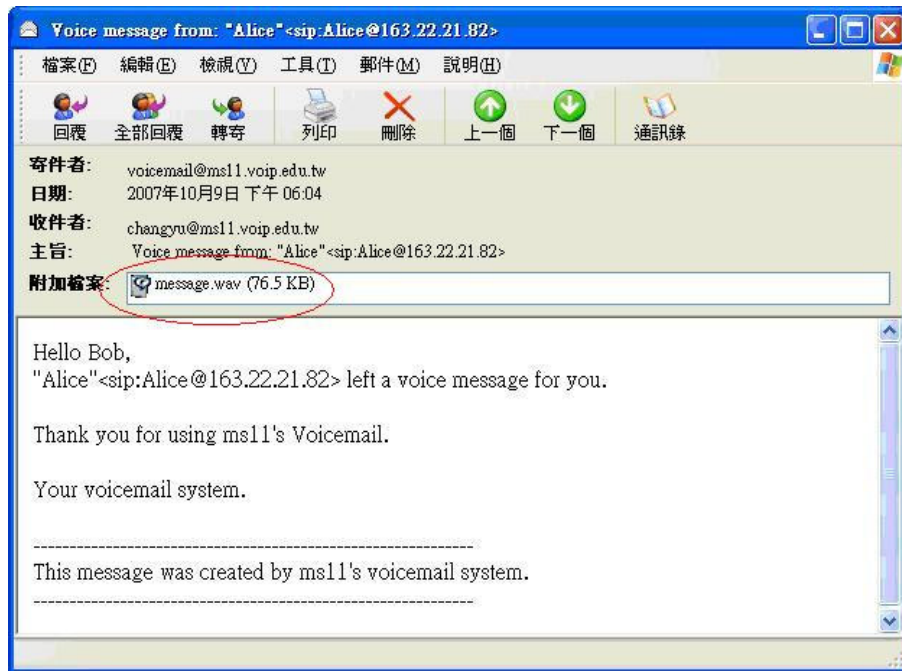 Voice message from: "Alice"<sip:Alice@163.22.21.82>
檔案(F) 編輯(E) 檢視(V) 工具(T) 郵件(M) 說明(H)
回覆 全部回覆 轉寄 列印 刪除 上一個 下一個 通訊錄
寄件者: voicemail@ms11.voip.edu.tw
日期: 2007年10月9日 下午 06:04
收件者: changyu@ms11.voip.edu.tw
主旨: Voice message from: "Alice"<sip:Alice@163.22.21.82>
附加檔案: message.wav (76.5 KB)
Hello Bob,
"Alice"<sip:Alice@163.22.21.82> left a voice message for you.
Thank you for using ms11's Voicemail.
Your voicemail system.
-------------------------------------------------------------
This message was created by ms11's voicemail system.
-------------------------------------------------------------